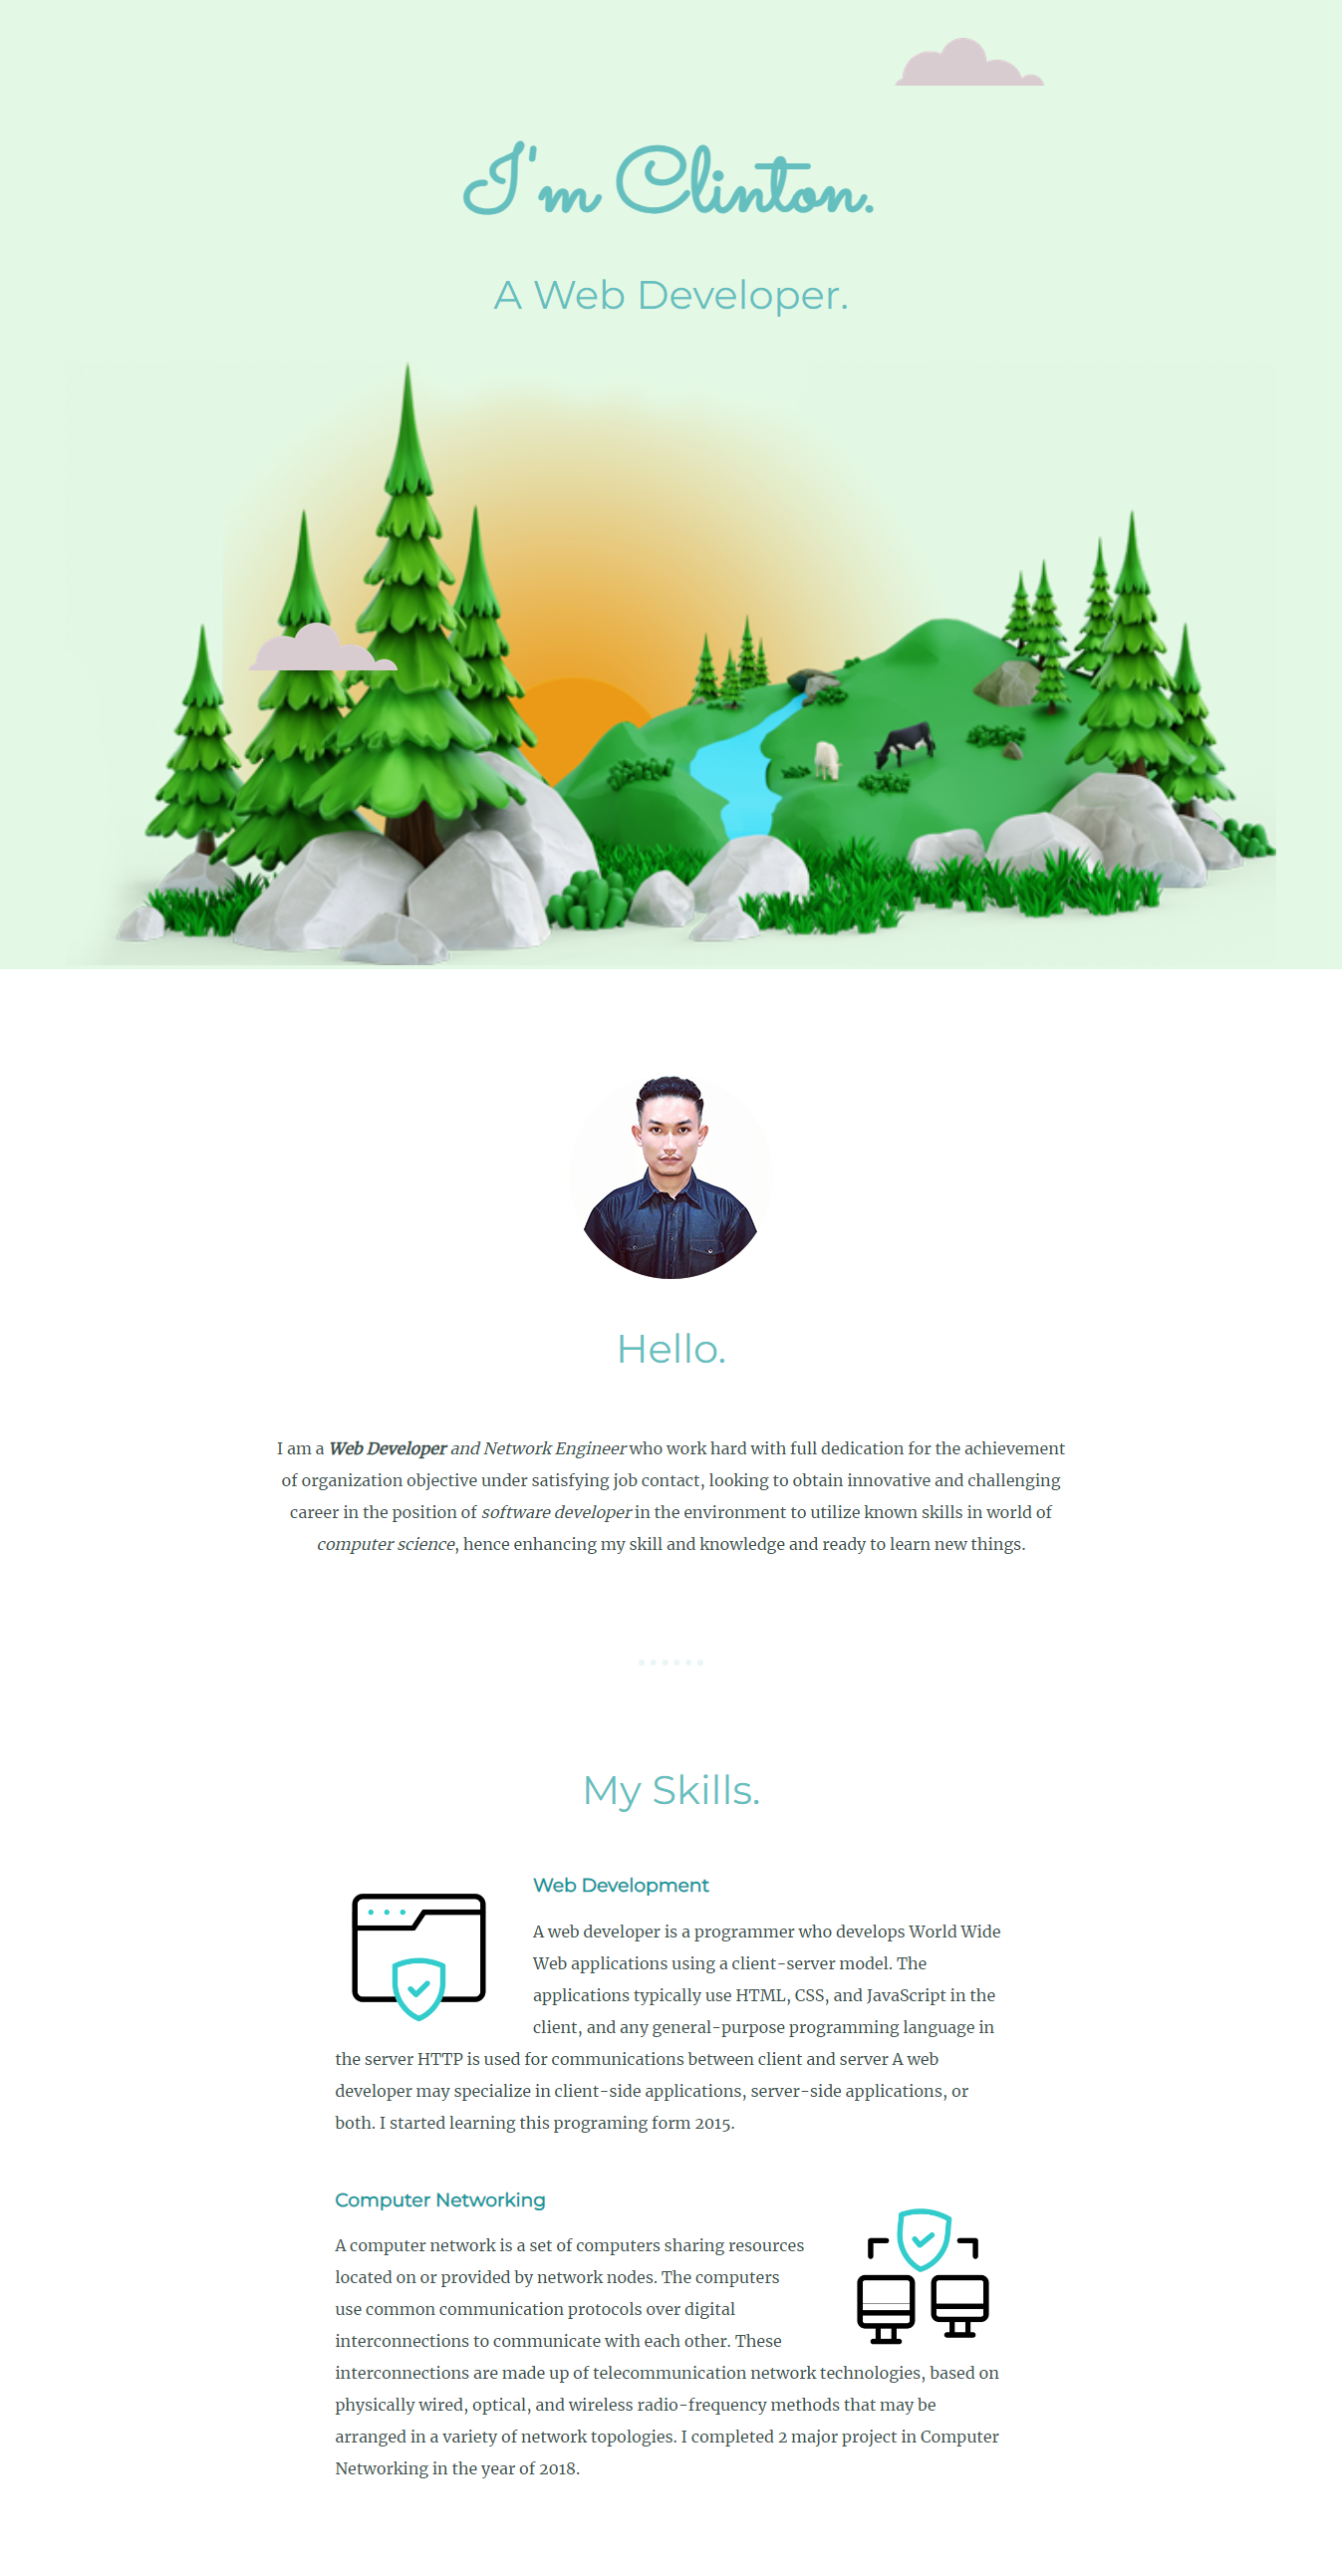 I'm Clinton.
A Web Developer.
Hello.
I am a Web Developer and Network Engineer who work hard with full dedication for the achievement
of organization objective under satisfying job contact, looking to obtain innovative and challenging
career in the position of software developer in the environment to utilize known skills in world of
computer science, hence enhancing my skill and knowledge and ready to learn new things.
My Skills.
Web Development
A web developer is a programmer who develops World Wide
Web applications using a client-server model. The
applications typically use HTML, CSS, and JavaScript in the
client, and any general-purpose programming language in
the server HTTP is used for communications between client and server A web
developer may specialize in client-side applications, server-side applications, or
both. I started learning this programing form 2015.
Computer Networking
A computer network is a set of computers sharing resources
located on or provided by network nodes. The computers
use common communication protocols over digital
interconnections to communicate with each other. These
interconnections are made up of telecommunication network technologies, based on
physically wired, optical, and wireless radio-frequency methods that may be
arranged in a variety of network topologies. I completed 2 major project in Computer
Networking in the year of 2018.